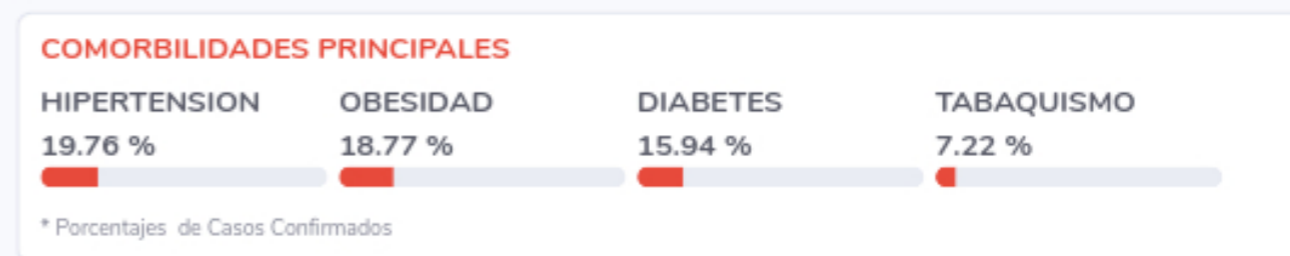 COMORBILIDADES PRINCIPALES
HIPERTENSION OBESIDAD DIABETES TABAQUISMO
19.76 % 18.77 % 15.94 % 7.22 %
* Porcentajes de Casos Confirmados